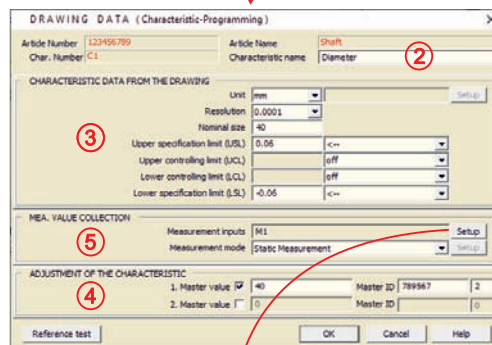 DRAWING DATA (Characteristic-Programming)
Article Number 123456789 Article Name Shaft
Char. Number C1 Characteristic name Diameter ②
CHARACTERISTIC DATA FROM THE DRAWING
Unit mm Setup
③ Resolution 0.0001
Nominal size 40
Upper specification limit (USL) 0.06 <--
Upper controlling limit (UCL) off
Lower controlling limit (LCL) off
Lower specification limit (LSL) -0.06 <--
MEA. VALUE COLLECTION
⑤ Measurement inputs M1 Setup
Measurement mode Static Measurement Setup
ADJUSTMENT OF THE CHARACTERISTIC
④ 1. Master value 40 Master ID 789567 2
2. Master value 0 Master ID 0
Reference test OK Cancel Help